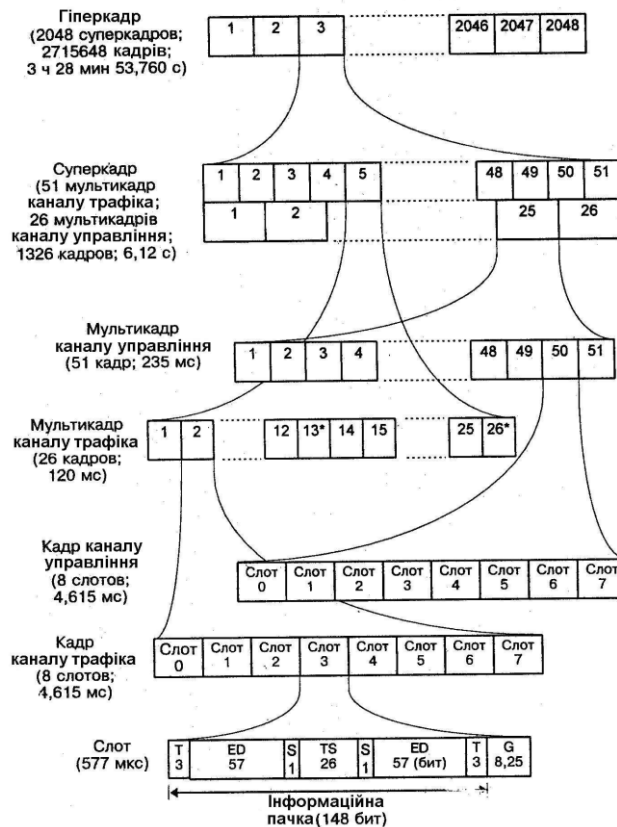 Гіперкадр
(2048 суперкадров;
2715648 кадрів;
3 ч 28 мин 53,760 с)
1 2 3 2046 2047 2048
Суперкадр
(51 мультикадр
каналу трафіка;
26 мультикадрів
каналу управління;
1326 кадров; 6,12 с)
1 2 3 4 5 48 49 50 51
1 2 25 26
Мультикадр
каналу управління
(51 кадр; 235 мс)
1 2 3 4 48 49 50 51
Мультикадр
каналу трафіка
(26 кадров;
120 мс)
1 2 12 13* 14 15 25 26*
Кадр каналу
управління
(8 слотов;
4,615 мс)
Слот 0 Слот 1 Слот 2 Слот 3 Слот 4 Слот 5 Слот 6 Слот 7
Кадр
каналу трафіка
(8 слотов;
4,615 мс)
Слот 0 Слот 1 Слот 2 Слот 3 Слот 4 Слот 5 Слот 6 Слот 7
Слот
(577 мкс)
T 3 ED 57 S 1 TS 26 S 1 ED 57 (бит) T 3 G 8,25
Інформаційна
пачка (148 бит)